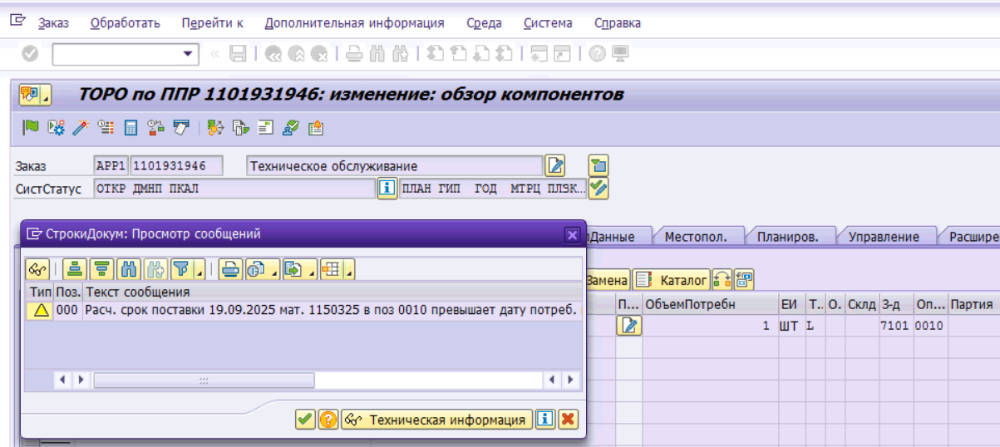 Заказ Обработать Перейти к Дополнительная информация Среда Система Справка
ТОРО по ППР 1101931946: изменение: обзор компонентов
Заказ APP1 1101931946 Техническое обслуживание
СистСтатус ОТКР ДМНП ПКАЛ ПЛАН ГИП ГОД МТРЦ ПЛЗК...
СтрокиДокум: Просмотр сообщений
Данные Местопол. Планиров. Управление Расшире
Замена Каталог
Тип Поз. Текст сообщения
000 Расч. срок поставки 19.09.2025 мат. 1150325 в поз 0010 превышает дату потреб.
П... ОбъемПотребн ЕИ Т.. О. Склд З-д Оп... Партия
1 ШТ L 7101 0010
Техническая информация